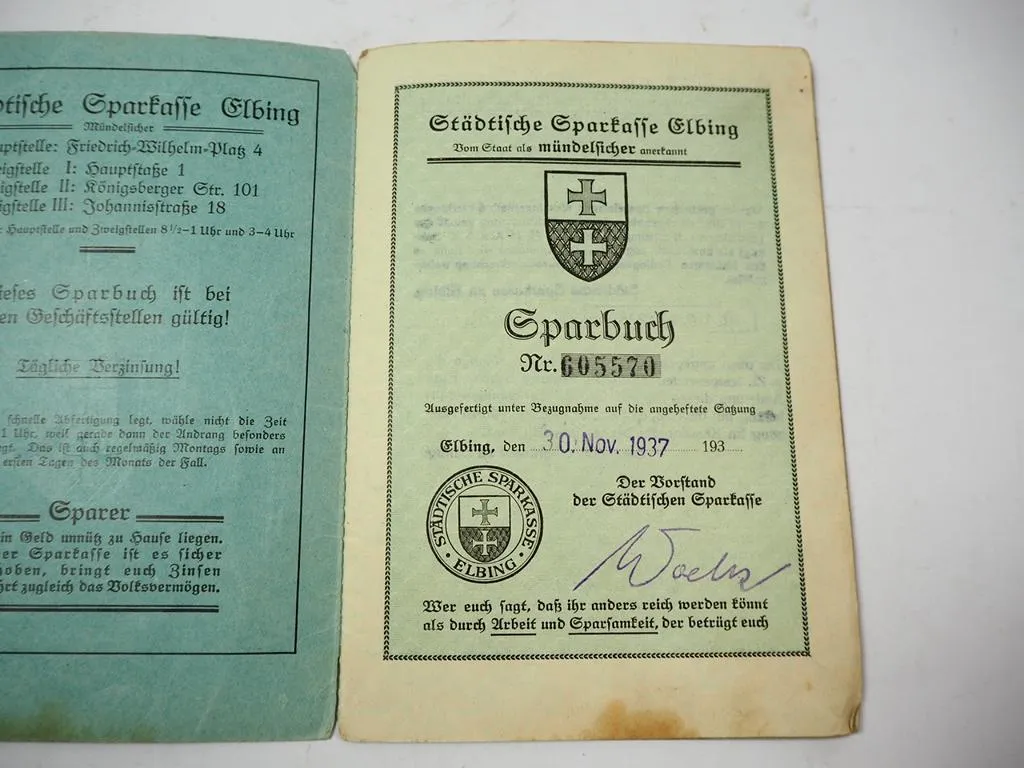 tische Sparkasse Elbing
Mündelsicher
ptstelle: Friedrich-Wilhelm-Platz 4
igstelle I: Hauptstaße 1
igstelle II: Königsberger Str. 101
igstelle III: Johannisstraße 18
Hauptstelle und Zweigstellen 8 1/2-1 Uhr und 3-4 Uhr
ieses Sparbuch ist bei
en Geschäftsstellen gültig!
Tägliche Verzinsung!
schnelle Abfertigung legt, wähle nicht die Zeit
1 Uhr, weil gerade dann der Andrang besonders
egt. Das ist auch regelmäßig Montags sowie an
ersten Tagen des Monats der Fall.
Sparer
in Geld unnütz zu Hause liegen.
er Sparkasse ist es sicher
hoben, bringt euch Zinsen
hrt zugleich das Volksvermögen.
Städtische Sparkasse Elbing
Vom Staat als mündelsicher anerkannt
Sparbuch
Nr. 605570
Ausgefertigt unter Bezugnahme auf die angeheftete Satzung
Elbing, den 30. Nov. 1937 193
STÄDTISCHE SPARKASSE
• ELBING •
Der Vorstand
der Städtischen Sparkasse
Wer euch sagt, daß ihr anders reich werden könnt
als durch Arbeit und Sparsamkeit, der betrügt euch